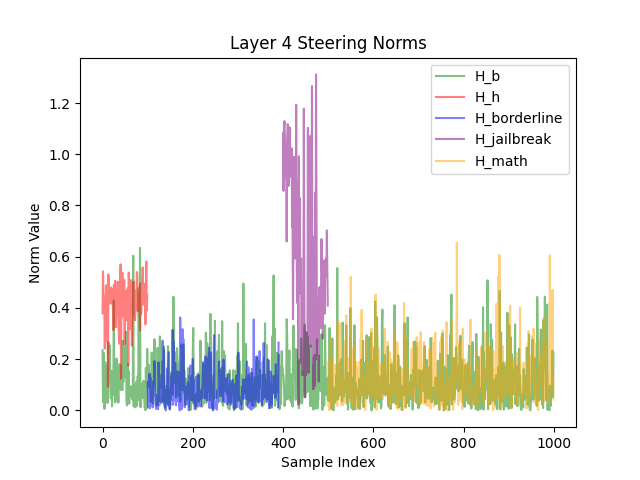 Layer 4 Steering Norms
H_b
H_h
H_borderline
H_jailbreak
H_math
Norm Value
1.2
1.0
0.8
0.6
0.4
0.2
0.0
0
200
400
600
800
1000
Sample Index